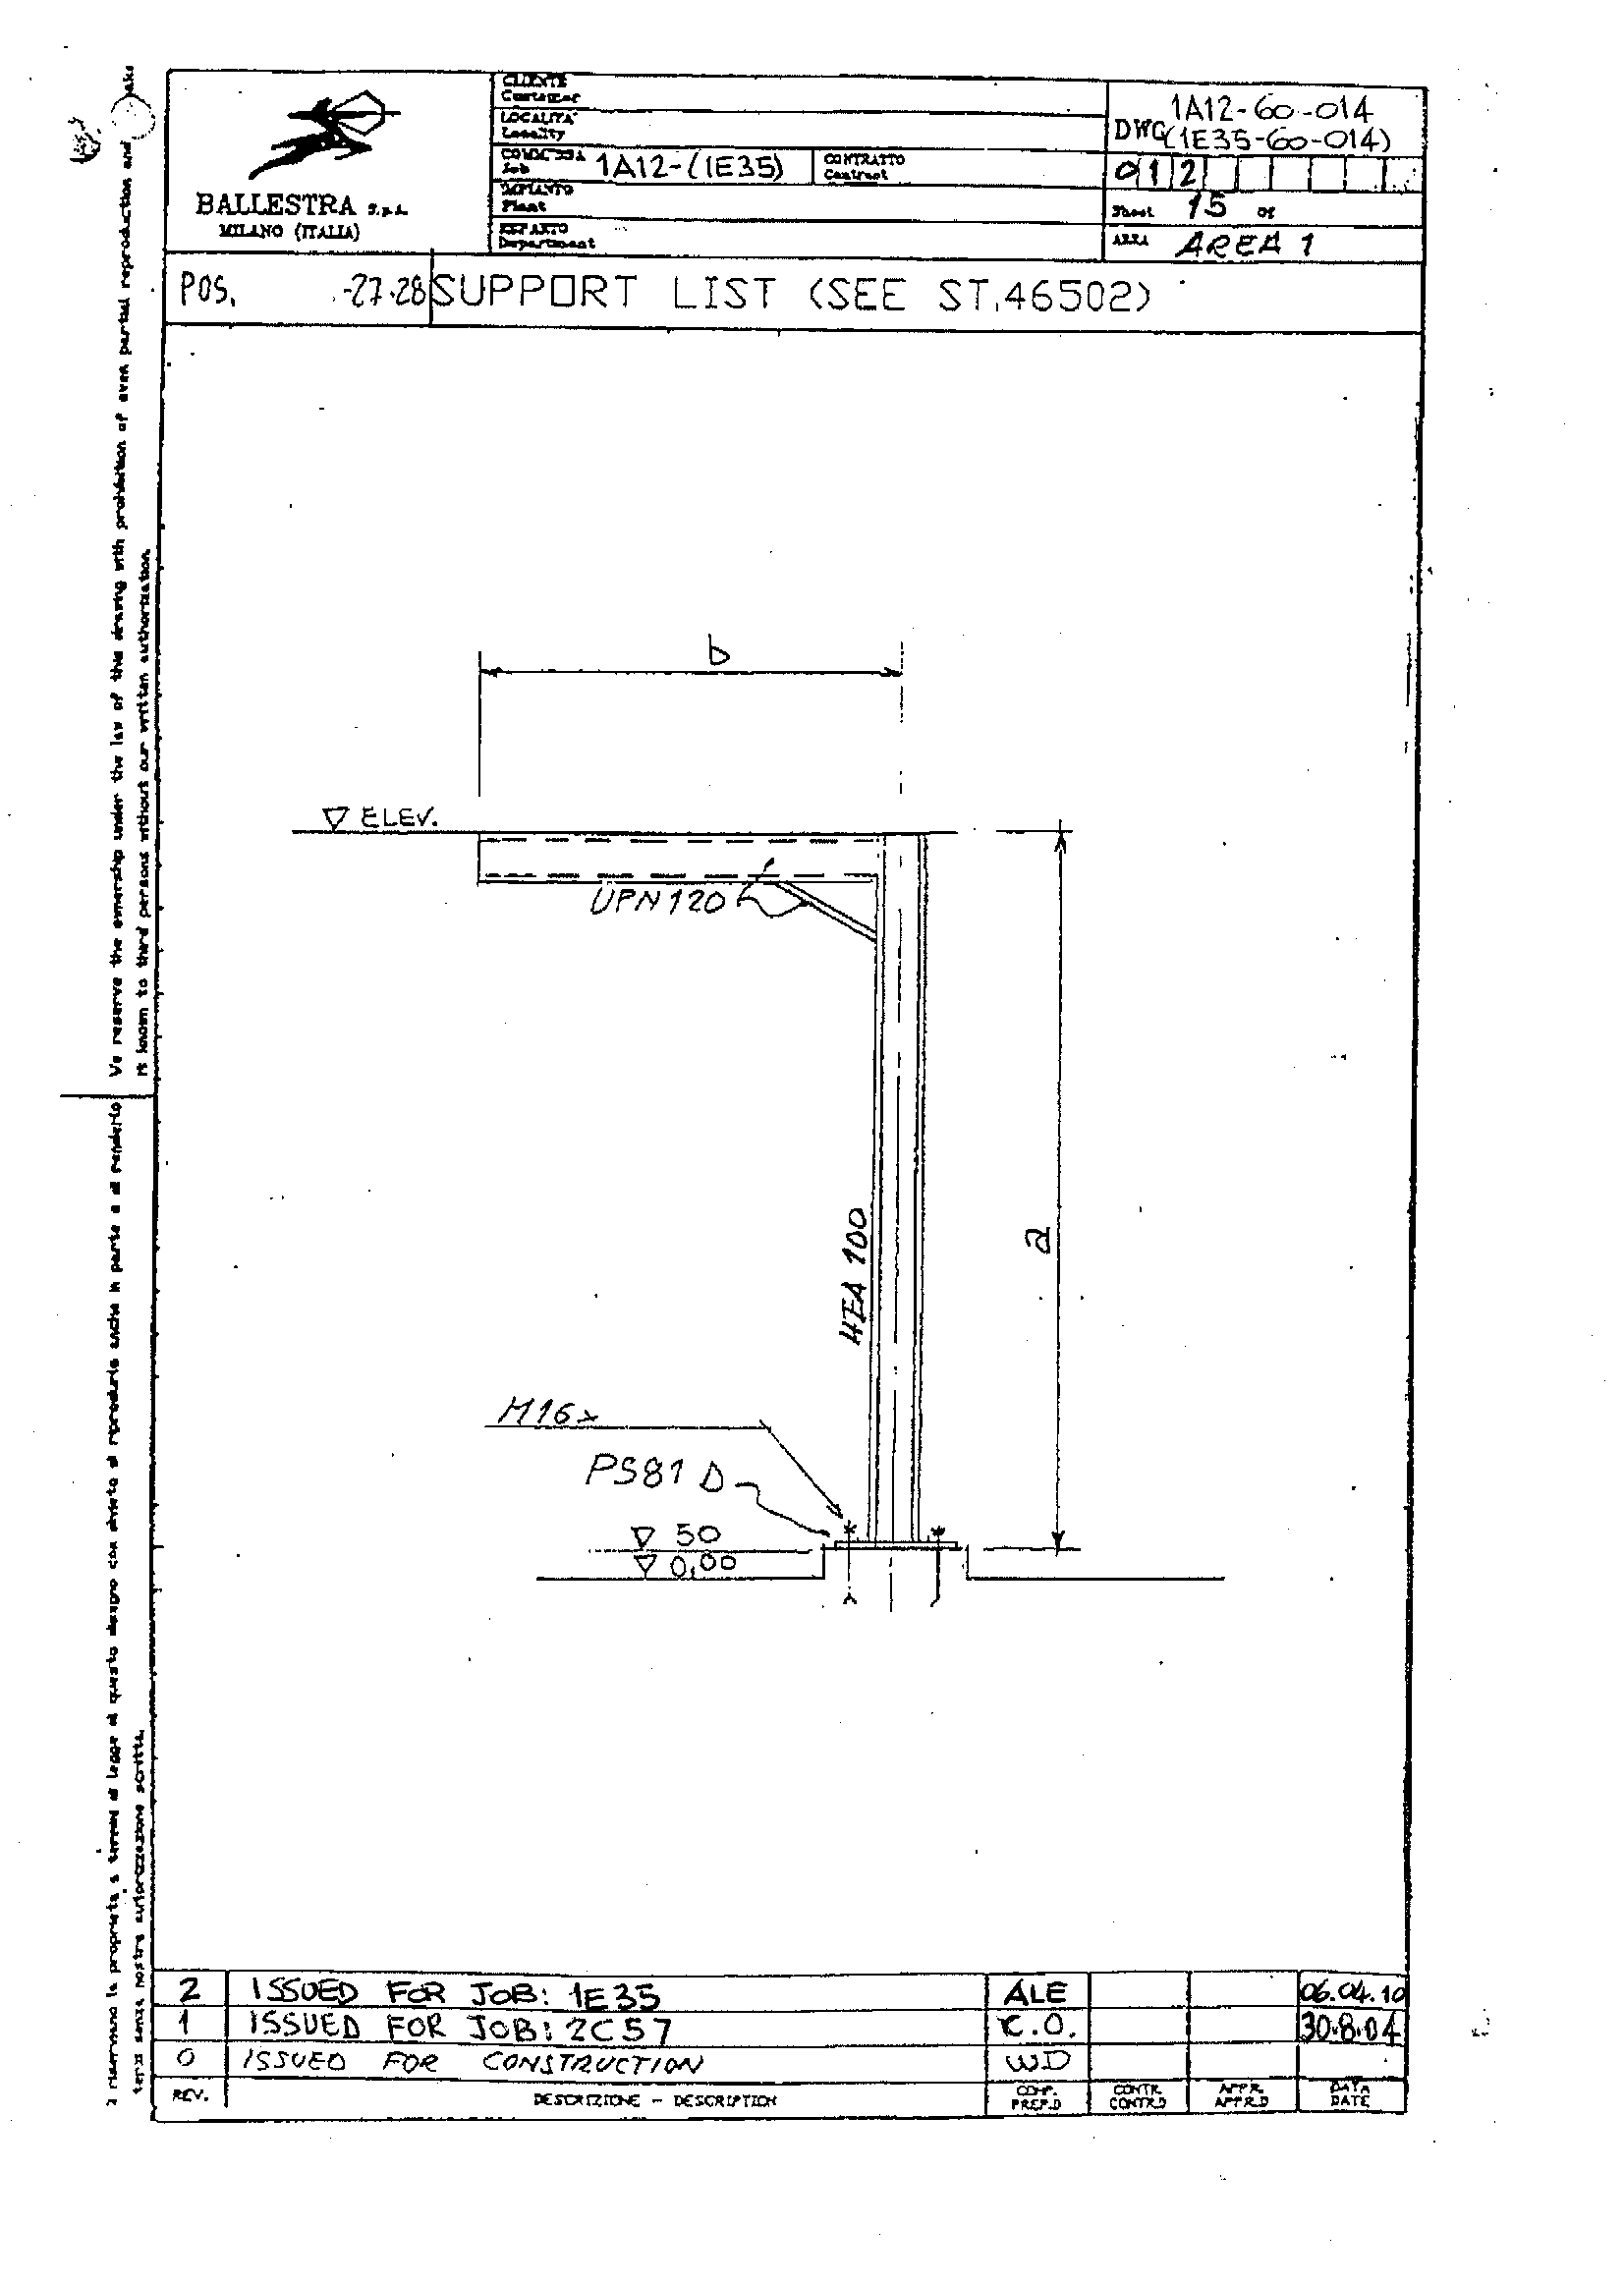 BALLESTRA S.p.A.
MILANO (ITALIA)
CLIENTE
Customer
LOCALITA'
Locality
COMMESSA
Job
1A12-(1E35)
CONTRATTO
Contract
IMPIANTO
Plant
REPARTO
Department
1A12-60-014
DWG(1E35-60-014)
0 1 2
Sheet 15 OF
AREA AREA 1
POS. -27-28 SUPPORT LIST (SEE ST.46502)
We reserve the ownership under the law of this drawing with prohibition of even partial reproduction and make
it known to third persons without our written authorization.
riserviamo la proprietà a termini di legge di questo disegno con divieto di riprodurlo anche in parte e di renderlo
terzi senza nostra autorizzazione scritta.
b
ELEV.
UPN 120
HEA 100
a
M16x
PS81 D
50
0,00
2 ISSUED FOR JOB: 1E35 ALE 06.04.10
1 ISSUED FOR JOB: 2C57 C.O. 30.8.04
0 ISSUED FOR CONSTRUCTION WD
REV. DESCRIZIONE - DESCRIPTION COMP. PREP.D CONTR. CONTR.D APPR. APPR.D DATA DATE